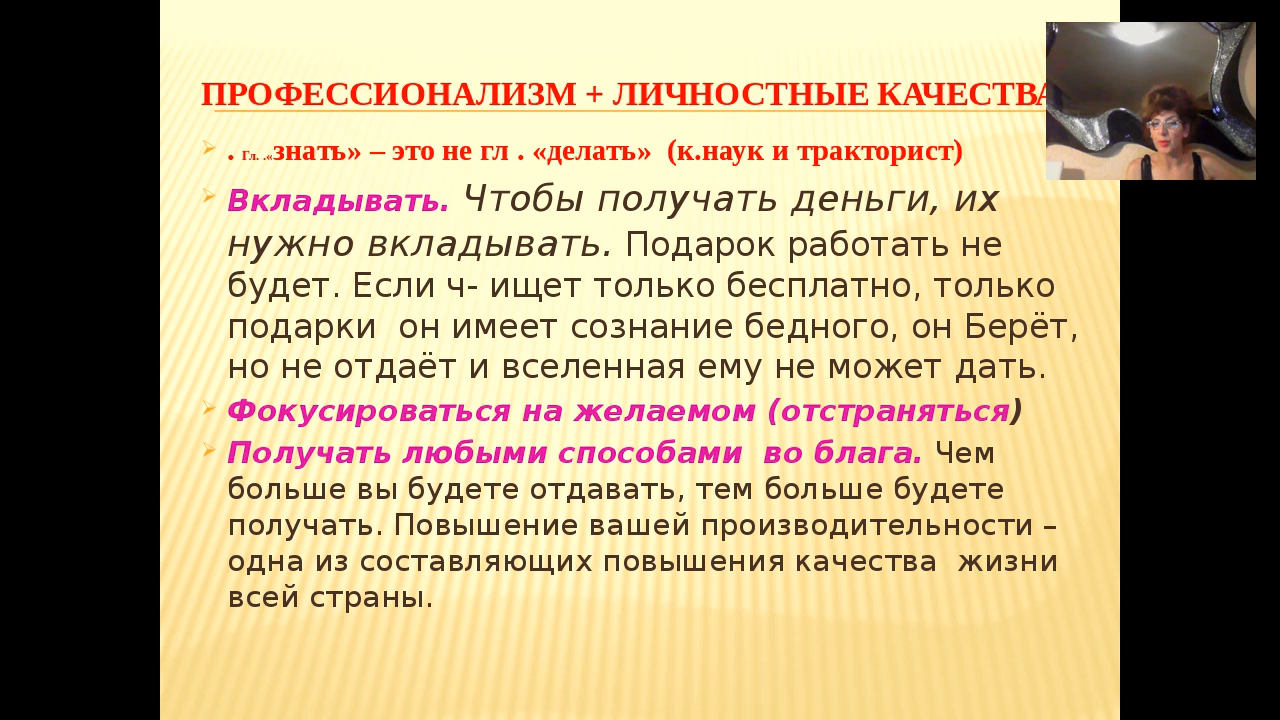 ПРОФЕССИОНАЛИЗМ + ЛИЧНОСТНЫЕ КАЧЕСТВА
. Гл. .«знать» – это не гл . «делать» (к.наук и тракторист)
Вкладывать. Чтобы получать деньги, их
нужно вкладывать. Подарок работать не
будет. Если ч- ищет только бесплатно, только
подарки он имеет сознание бедного, он Берёт,
но не отдаёт и вселенная ему не может дать.
Фокусироваться на желаемом (отстраняться)
Получать любыми способами во блага. Чем
больше вы будете отдавать, тем больше будете
получать. Повышение вашей производительности –
одна из составляющих повышения качества жизни
всей страны.